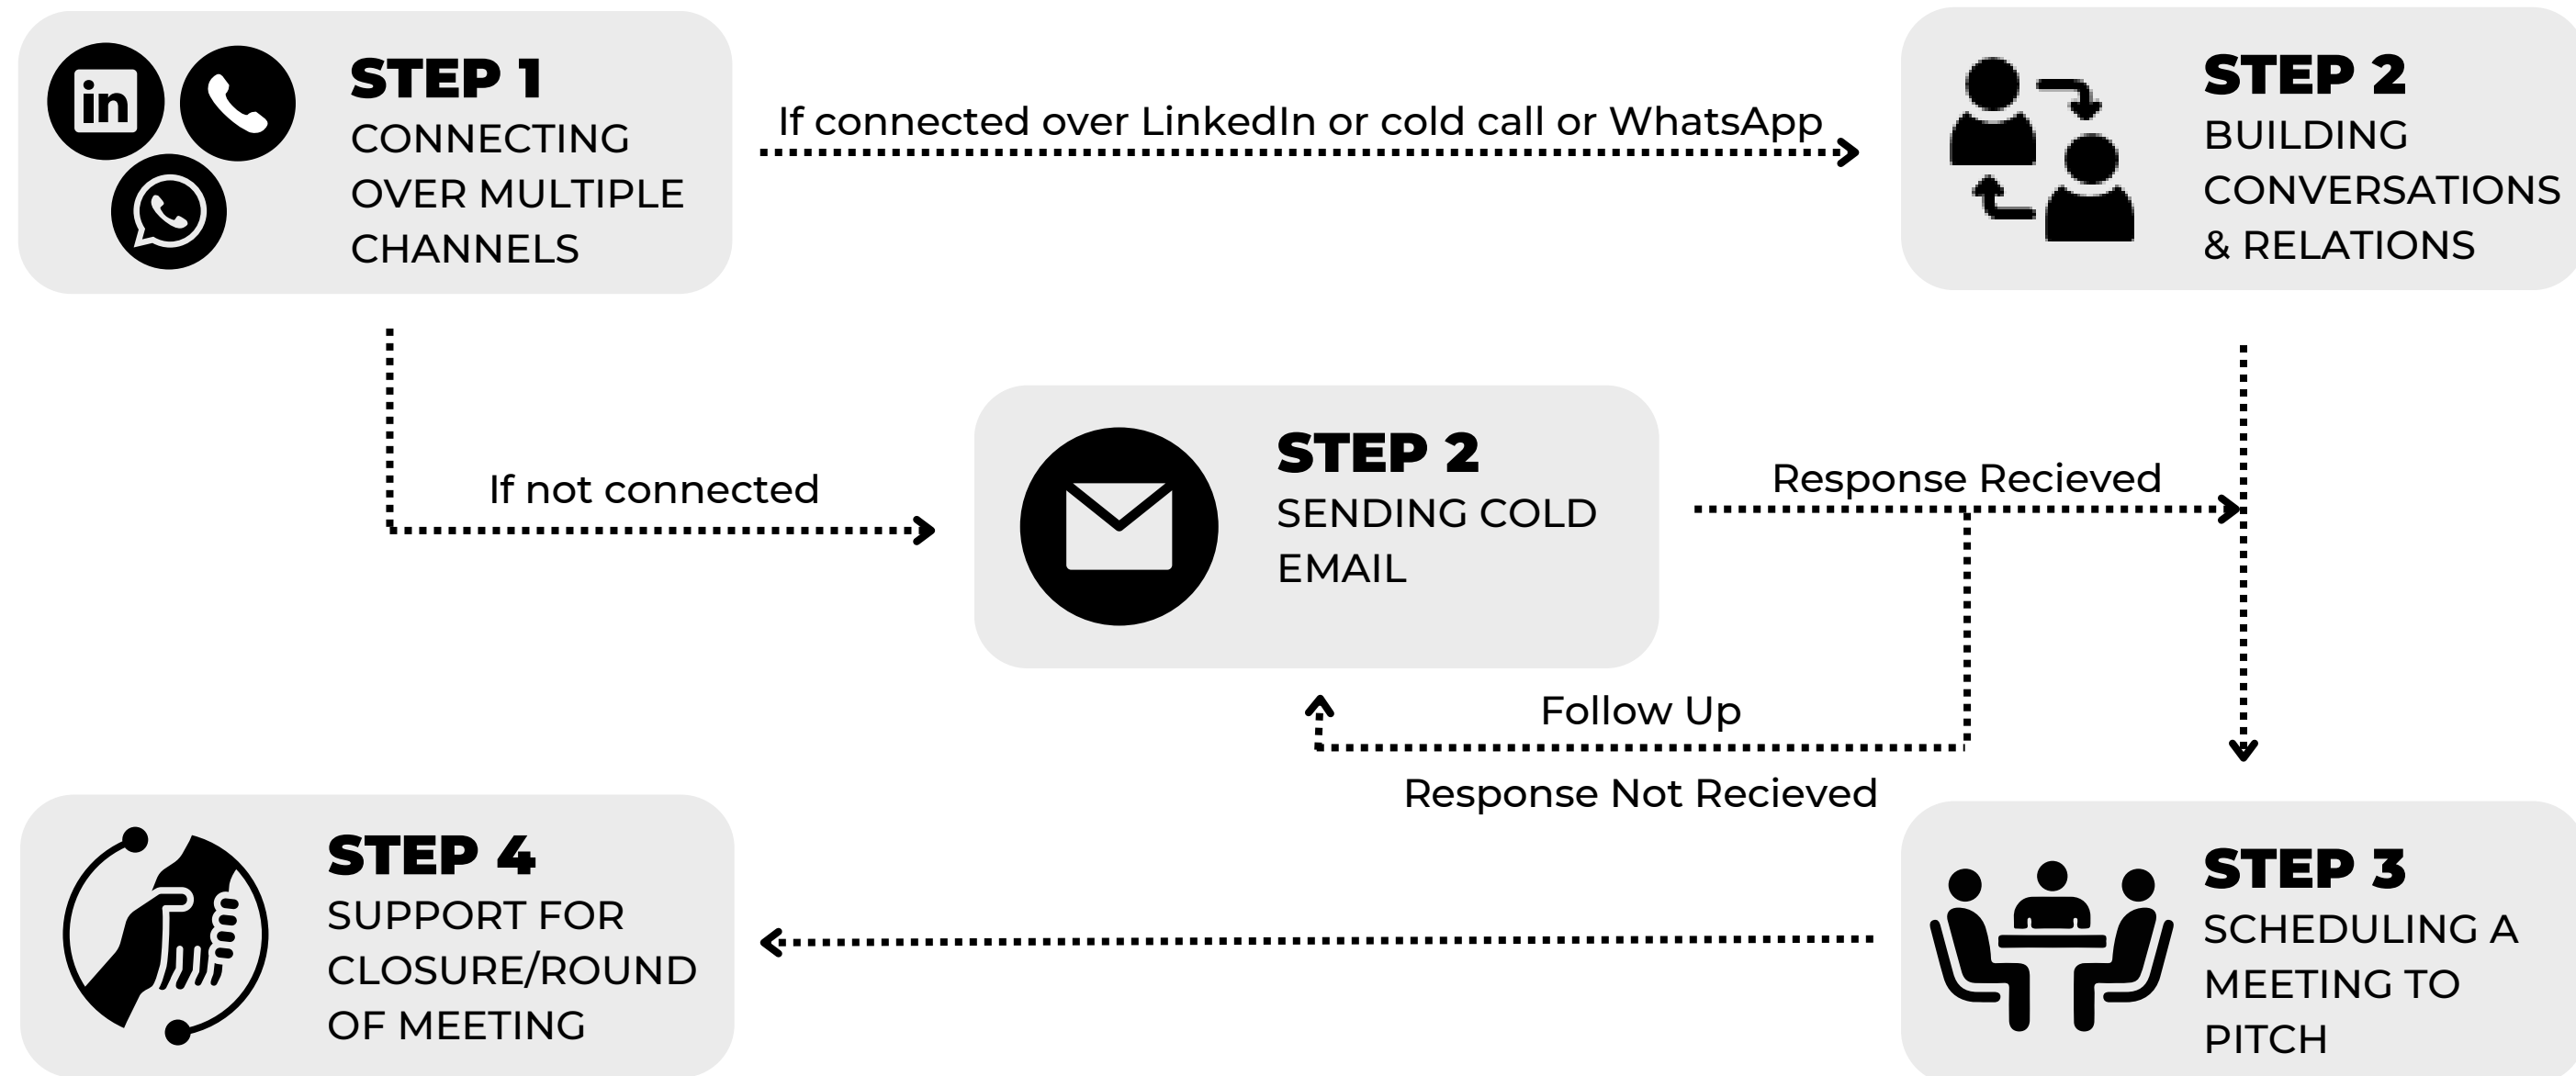 in
STEP 1
CONNECTING
OVER MULTIPLE
CHANNELS
If connected over LinkedIn or cold call or WhatsApp
STEP 2
BUILDING
CONVERSATIONS
& RELATIONS
If not connected
STEP 2
SENDING COLD
EMAIL
Response Recieved
Follow Up
Response Not Recieved
STEP 4
SUPPORT FOR
CLOSURE/ROUND
OF MEETING
STEP 3
SCHEDULING A
MEETING TO
PITCH